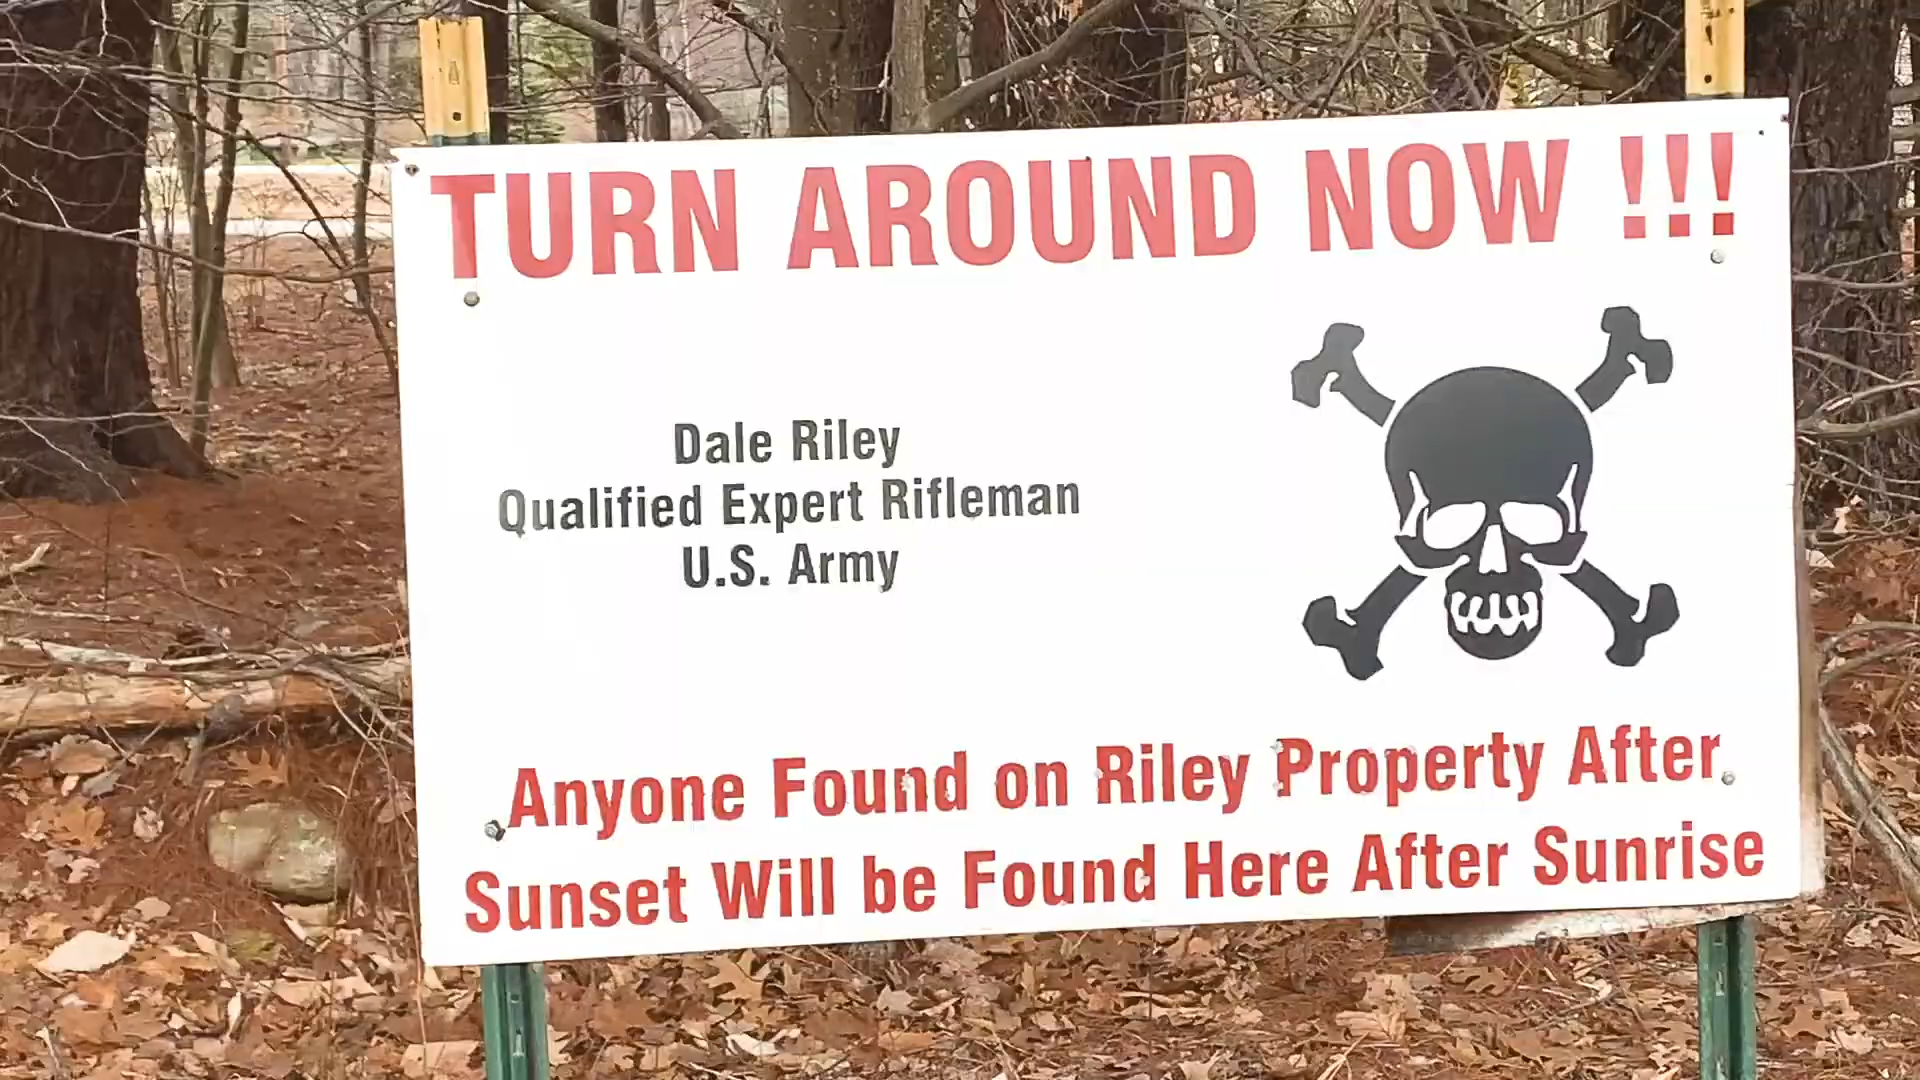 TURN AROUND NOW !!!
Dale Riley
Qualified Expert Rifleman
U.S. Army
Anyone Found on Riley Property After
Sunset Will be Found Here After Sunrise